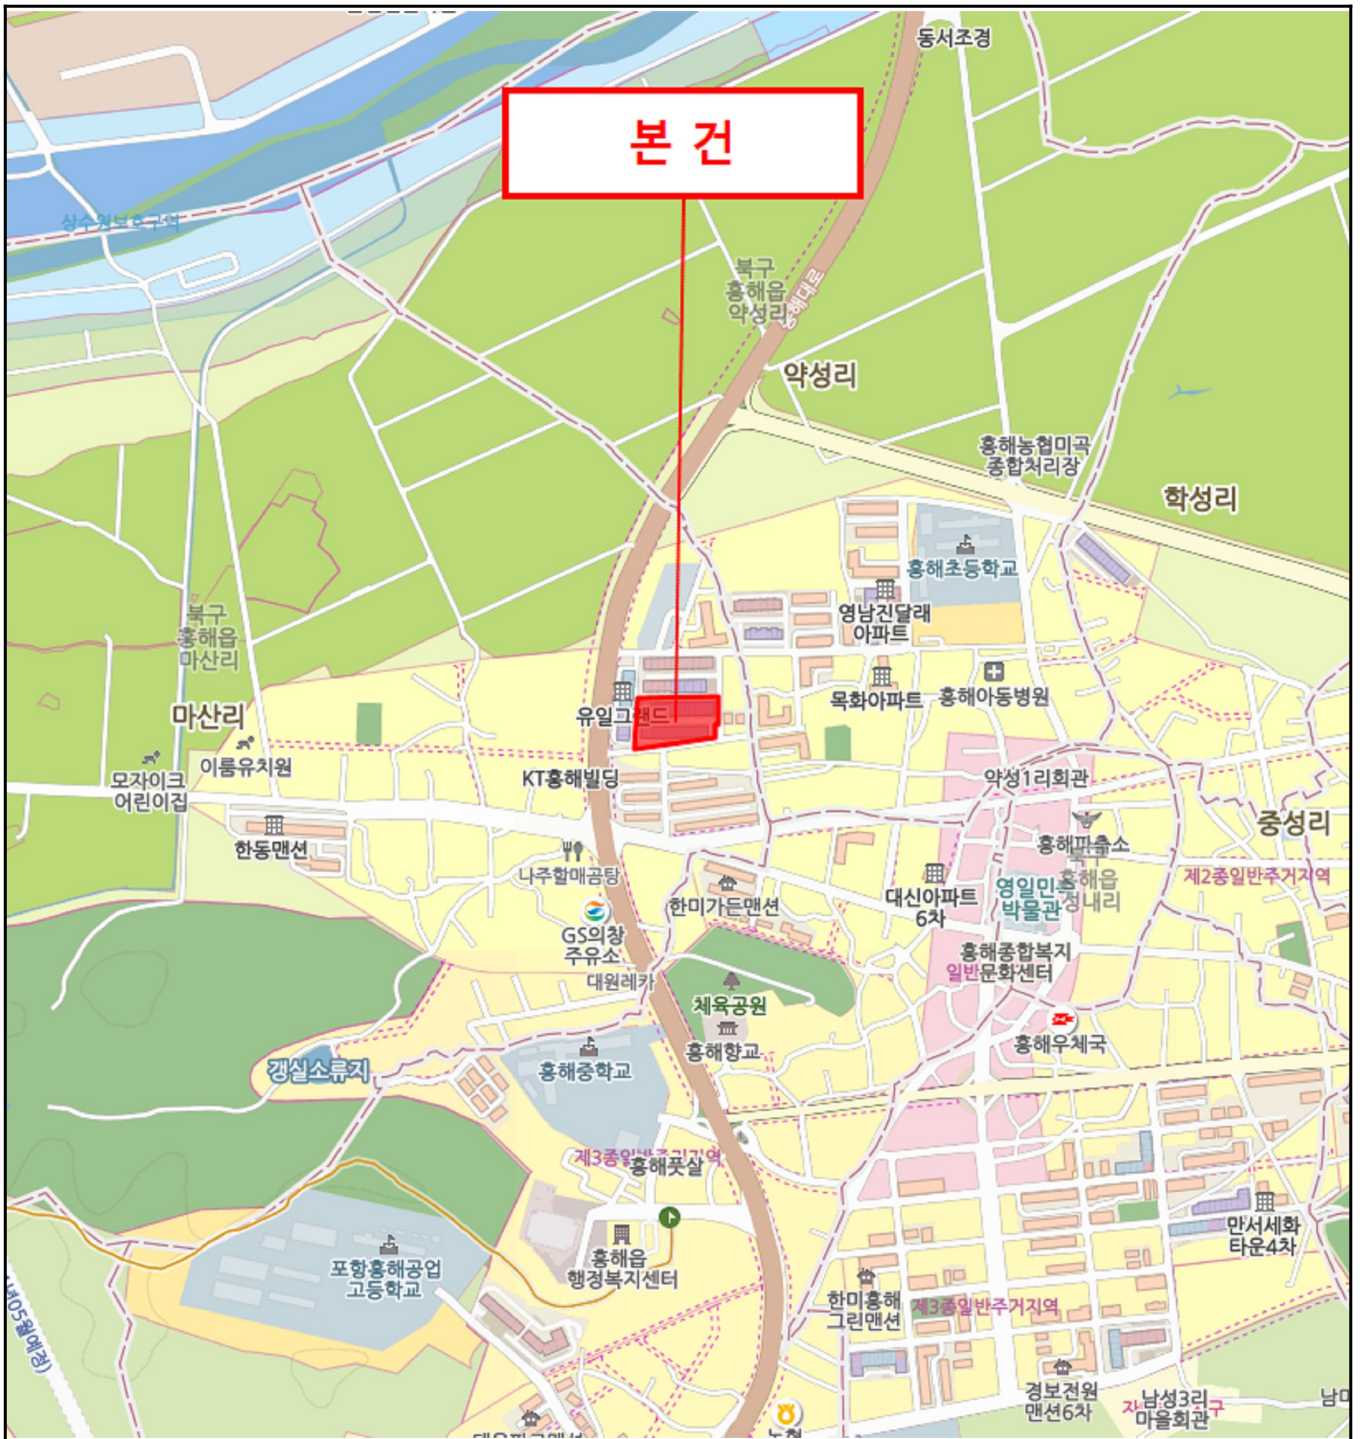 동서조경
본 건
상수원보호구역
북구
흥해읍
약성리
흥해대로
약성리
흥해농협미곡
종합처리장
학성리
흥해초등학교
영남진달래
아파트
북구
흥해읍
마산리
목화아파트
흥해아동병원
마산리
유일그랜드
이룸유치원
모자이크
어린이집
KT흥해빌딩
약성1리회관
중성리
한동맨션
흥해파출소
나주할매곰탕
북구
흥해읍
성내리
제2종일반주거지역
대신아파트
6차
영일민속
박물관
한미가든맨션
GS의창
주유소
흥해종합복지
문화센터
일반
대원레카
체육공원
흥해우체국
흥해향교
갱실소류지
흥해중학교
제3종일반주거지역
흥해풋살
만서세화
타운4차
흥해읍
행정복지센터
포항흥해공업
고등학교
한미흥해
그린맨션
제3종일반주거지역
년05월예정)
경보전원
맨션6차
남성3리
마을회관